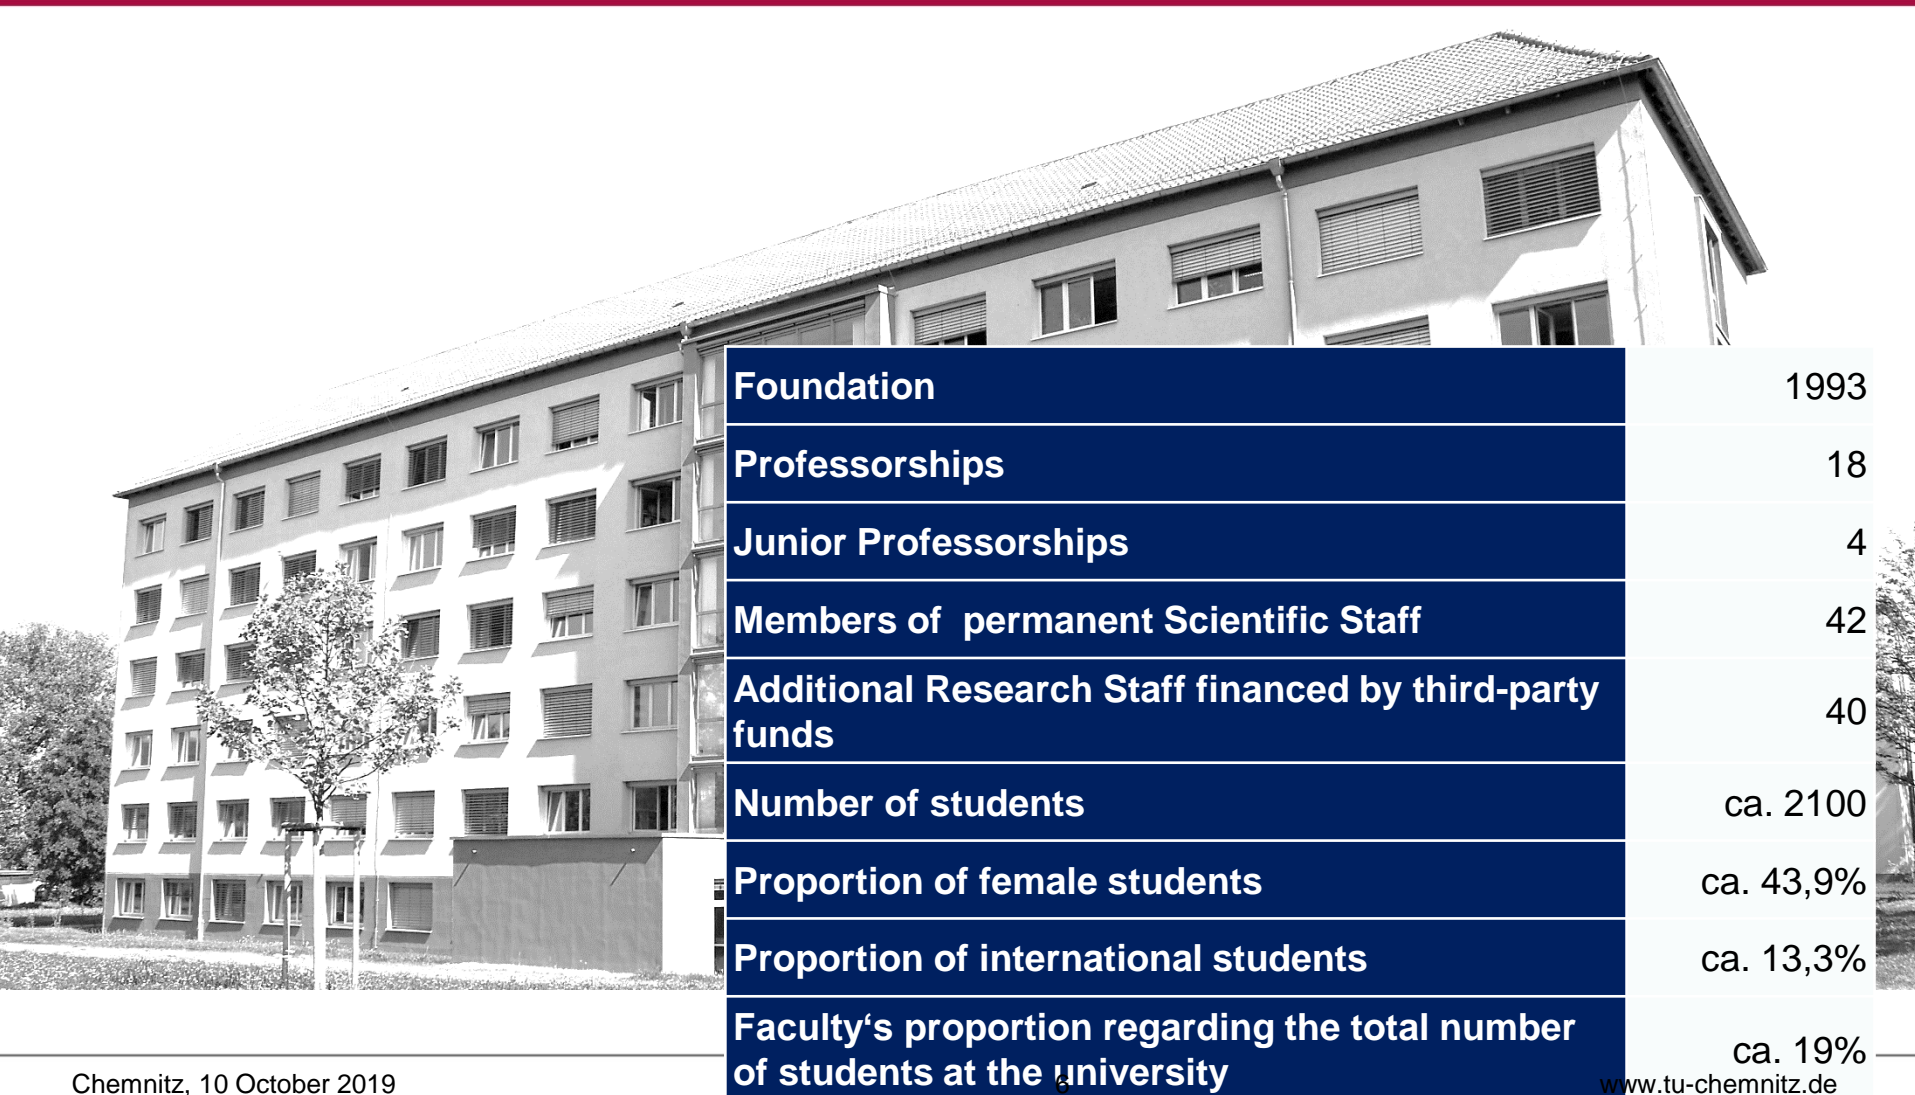 Foundation 1993
Professorships 18
Junior Professorships 4
Members of  permanent Scientific Staff 42
Additional Research Staff financed by third-party
funds 40
Number of students ca. 2100
Proportion of female students ca. 43,9%
Proportion of international students ca. 13,3%
Faculty‘s proportion regarding the total number
of students at the university ca. 19%
Chemnitz, 10 October 2019 6 www.tu-chemnitz.de